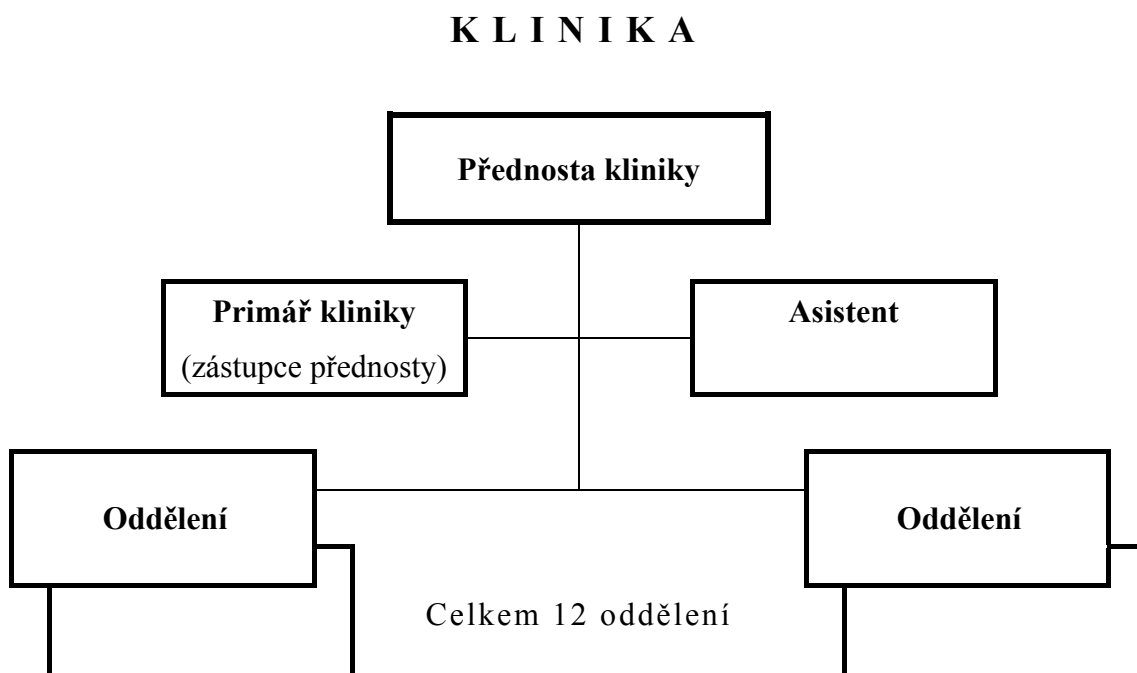 K L I N I K A
Přednosta kliniky
Primář kliniky
(zástupce přednosty)
Asistent
Oddělení
Oddělení
Celkem 12 oddělení